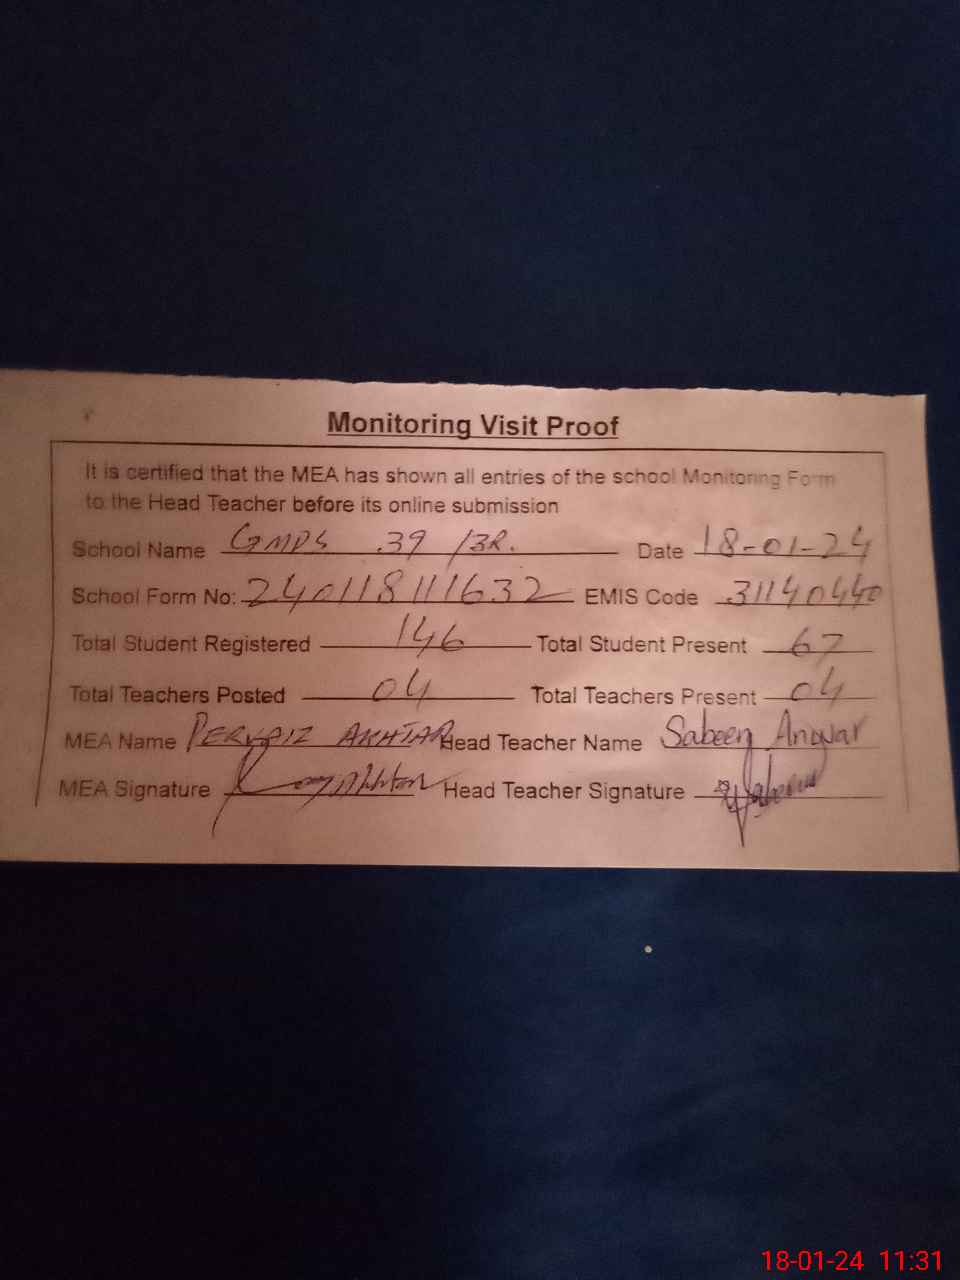 Monitoring Visit Proof
It is certified that the MEA has shown all entries of the school Monitoring Form
to the Head Teacher before its online submission
School Name GMPS 39 /3R. Date 18-01-24
School Form No: 240118111632 EMIS Code 31140440
Total Student Registered 146 Total Student Present 67
Total Teachers Posted 04 Total Teachers Present 04
MEA Name PERVAIZ AKHTAR Head Teacher Name Sabeen Anwar
MEA Signature Head Teacher Signature
18-01-24 11:31